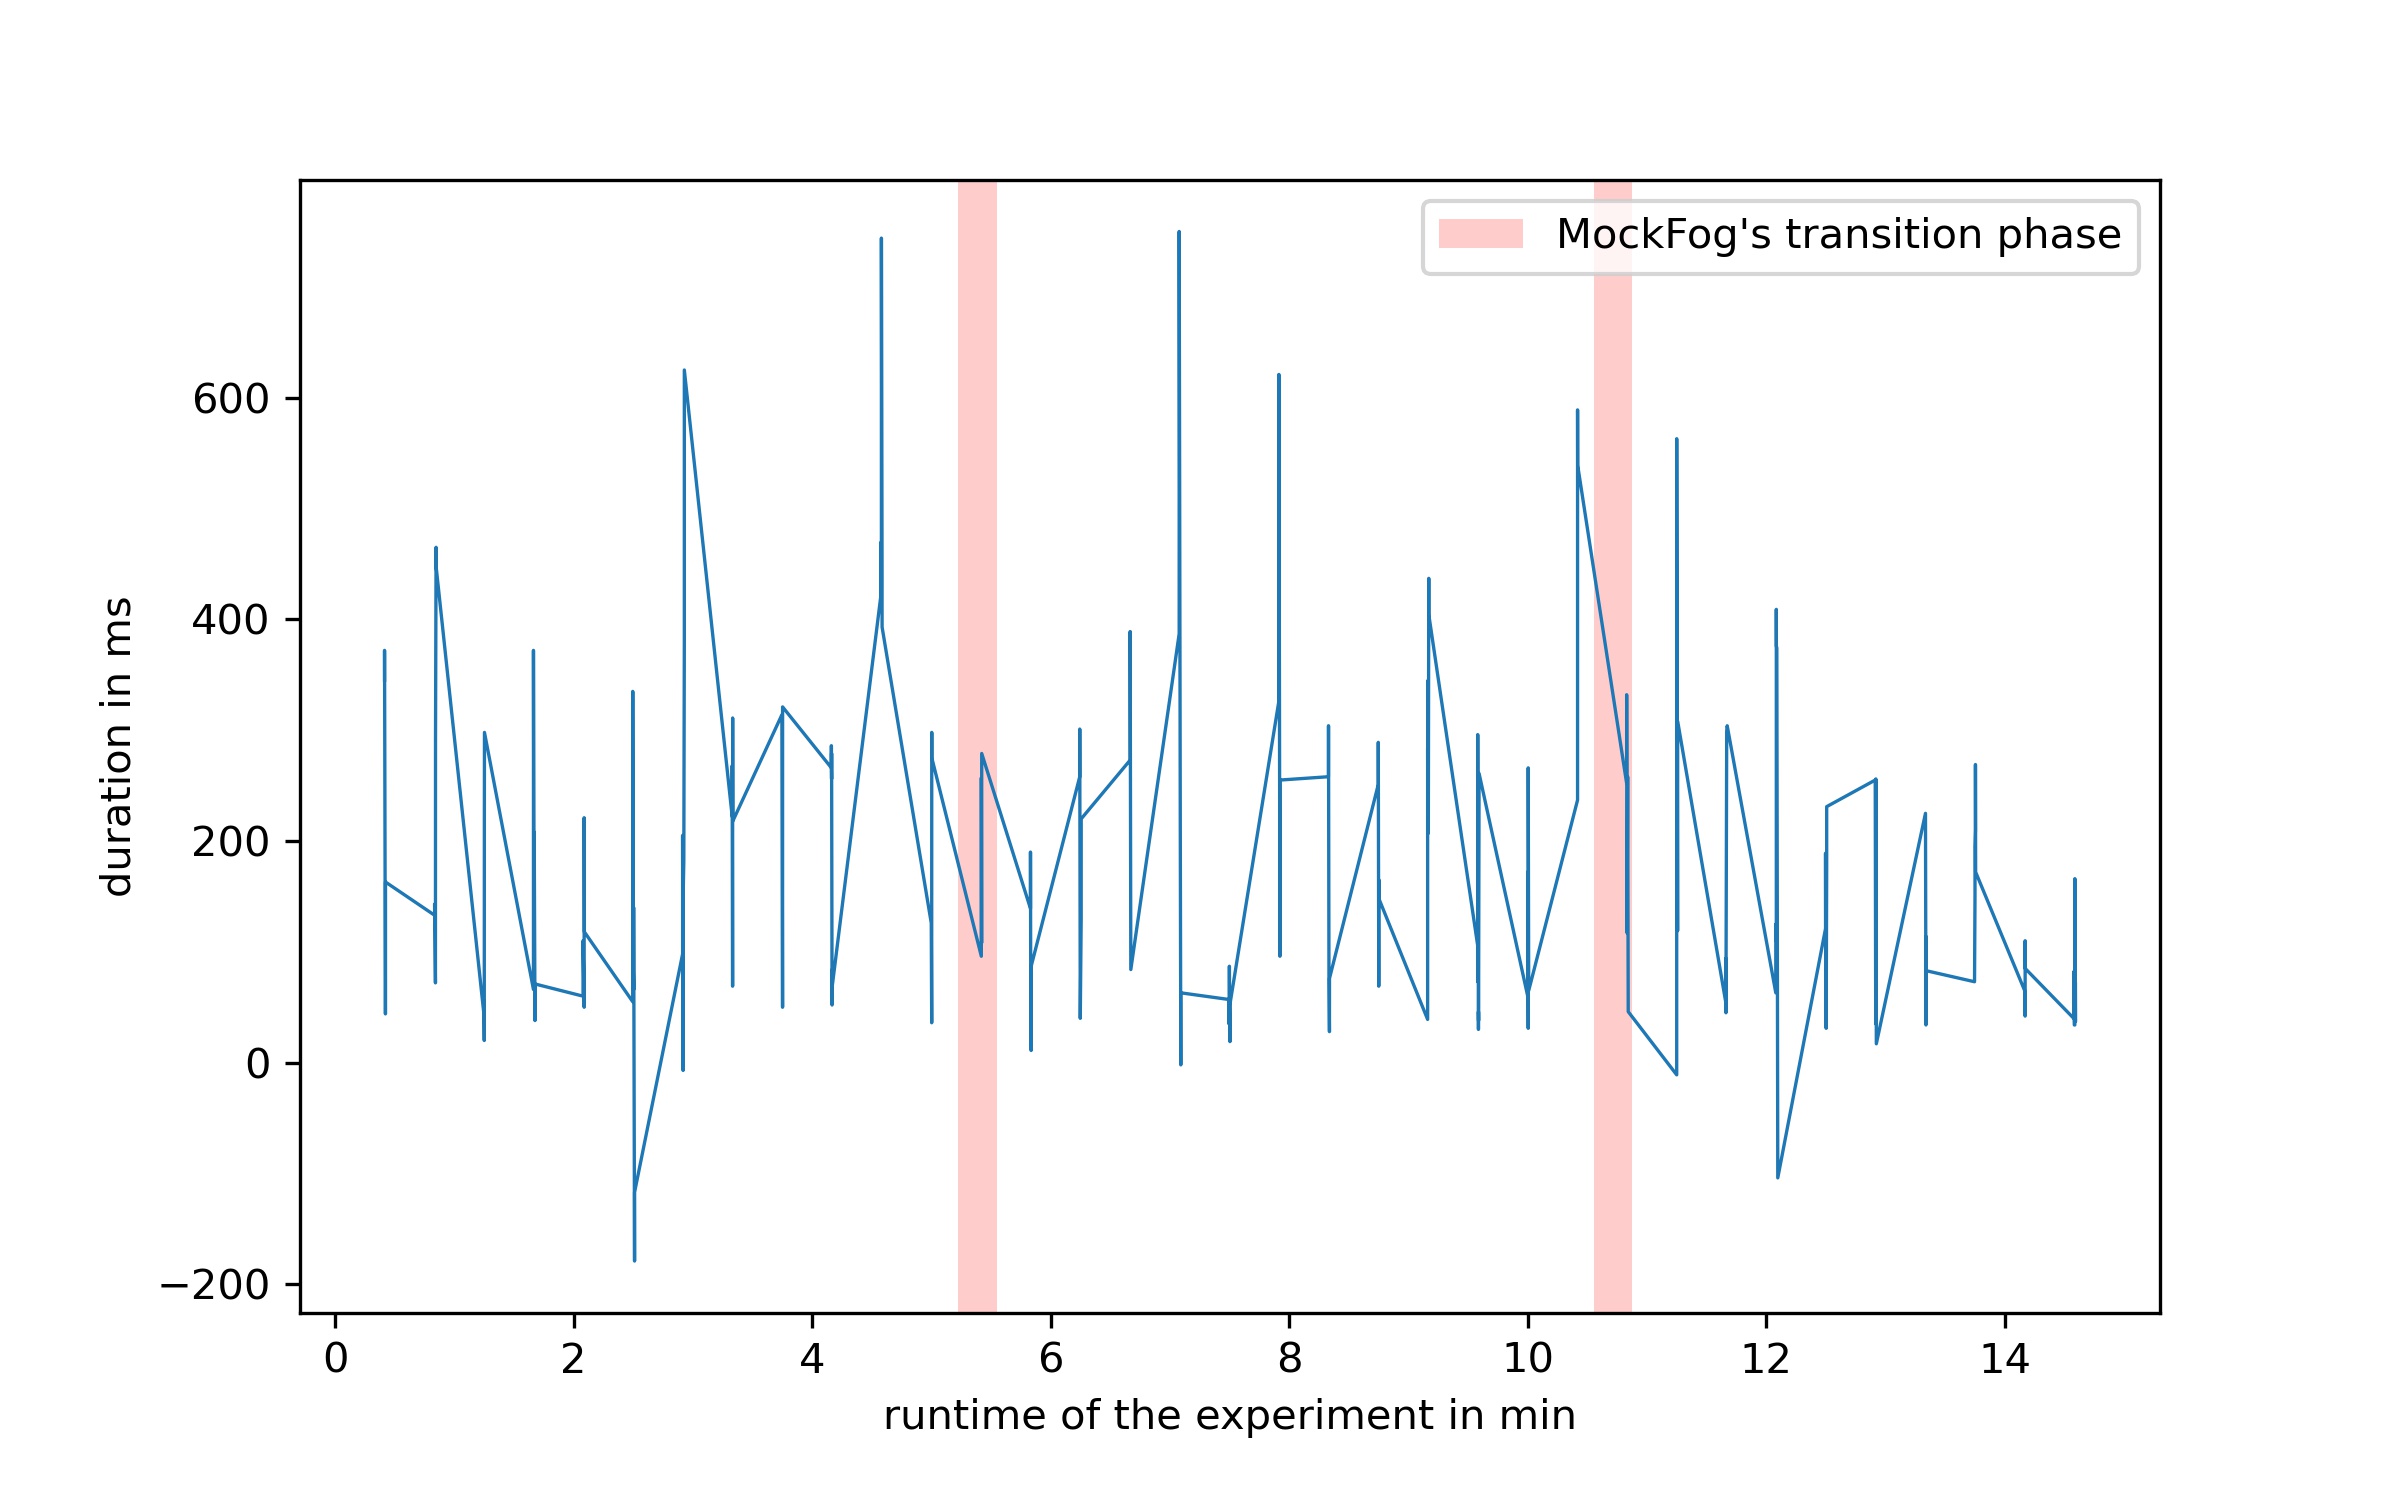 MockFog's transition phase
600
400
200
0
−200
duration in ms
0 2 4 6 8 10 12 14
runtime of the experiment in min